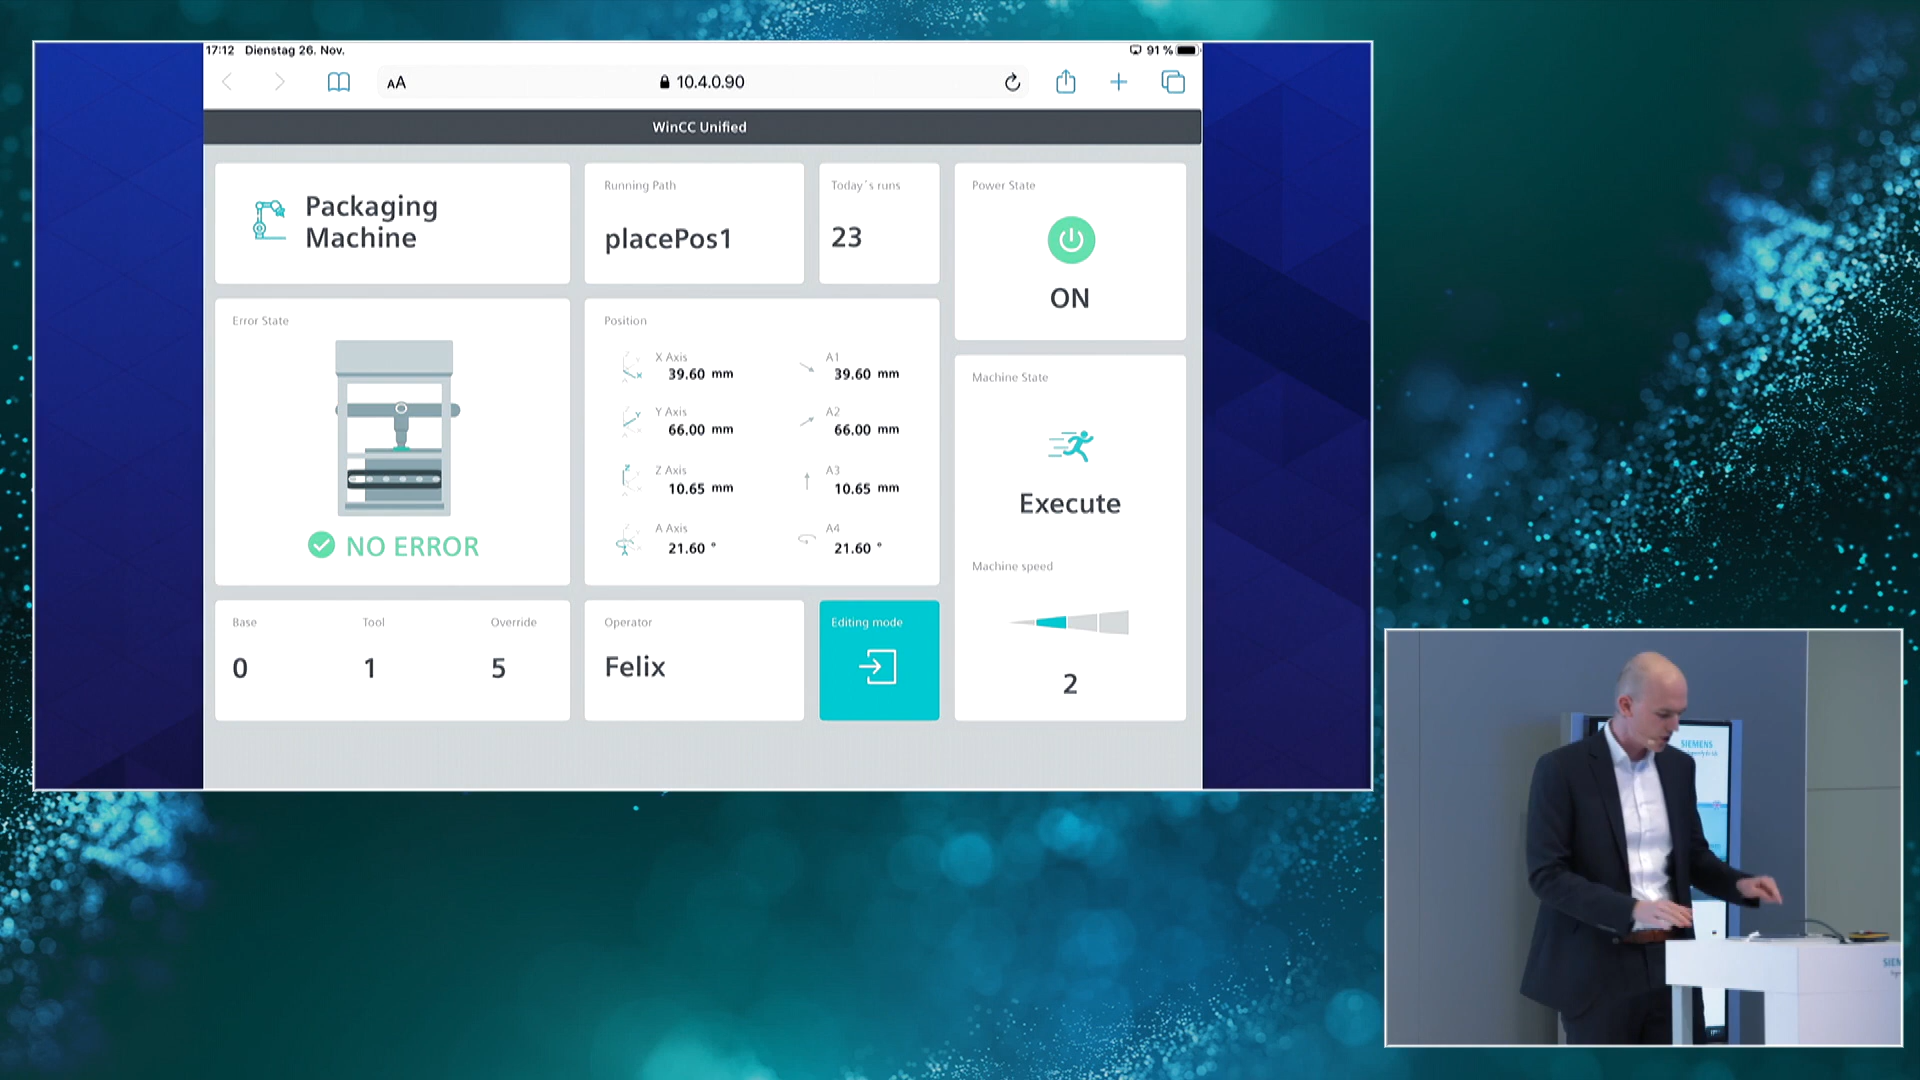 17:12 Dienstag 26. Nov.
91 %
AA
10.4.0.90
WinCC Unified
Packaging
Machine
Running Path
placePos1
Today´s runs
23
Power State
ON
Error State
NO ERROR
Position
X Axis
39.60 mm
A1
39.60 mm
Y Axis
66.00 mm
A2
66.00 mm
Z Axis
10.65 mm
A3
10.65 mm
A Axis
21.60 °
A4
21.60 °
Machine State
Execute
Machine speed
2
Base
0
Tool
1
Override
5
Operator
Felix
Editing mode
SIEMENS